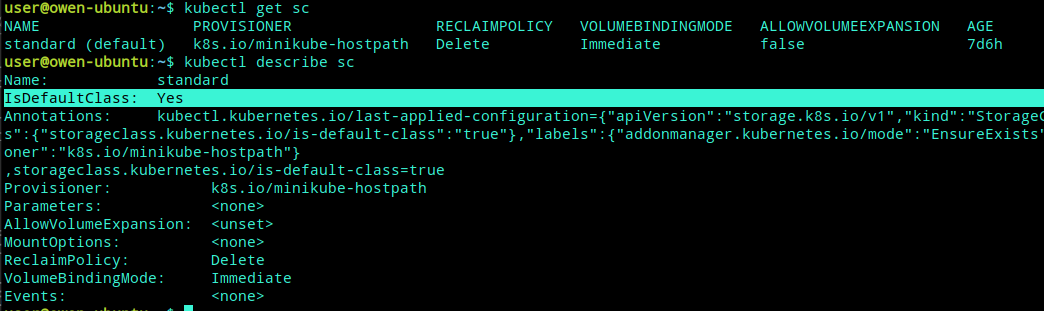 user@owen-ubuntu:~$ kubectl get sc
NAME PROVISIONER RECLAIMPOLICY VOLUMEBINDINGMODE ALLOWVOLUMEEXPANSION AGE
standard (default) k8s.io/minikube-hostpath Delete Immediate false 7d6h
user@owen-ubuntu:~$ kubectl describe sc
Name: standard
IsDefaultClass: Yes
Annotations: kubectl.kubernetes.io/last-applied-configuration={"apiVersion":"storage.k8s.io/v1","kind":"StorageC
s":{"storageclass.kubernetes.io/is-default-class":"true"},"labels":{"addonmanager.kubernetes.io/mode":"EnsureExists"
oner":"k8s.io/minikube-hostpath"}
,storageclass.kubernetes.io/is-default-class=true
Provisioner: k8s.io/minikube-hostpath
Parameters: <none>
AllowVolumeExpansion: <unset>
MountOptions: <none>
ReclaimPolicy: Delete
VolumeBindingMode: Immediate
Events: <none>
user@owen-ubuntu:~$